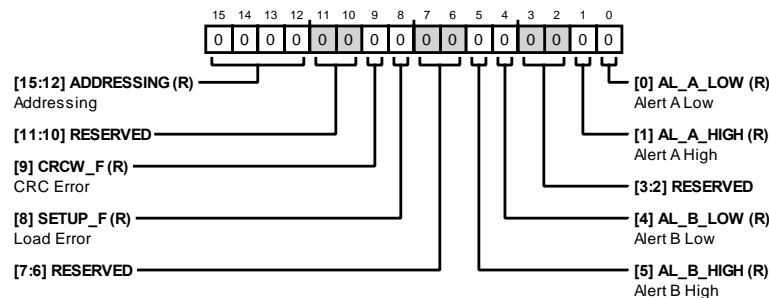 15 14 13 12 11 10 9 8 7 6 5 4 3 2 1 0
0 0 0 0 0 0 0 0 0 0 0 0 0 0 0 0
[15:12] ADDRESSING (R)
Addressing
[11:10] RESERVED
[9] CRCW_F (R)
CRC Error
[8] SETUP_F (R)
Load Error
[7:6] RESERVED
[0] AL_A_LOW (R)
Alert A Low
[1] AL_A_HIGH (R)
Alert A High
[3:2] RESERVED
[4] AL_B_LOW (R)
Alert B Low
[5] AL_B_HIGH (R)
Alert B High